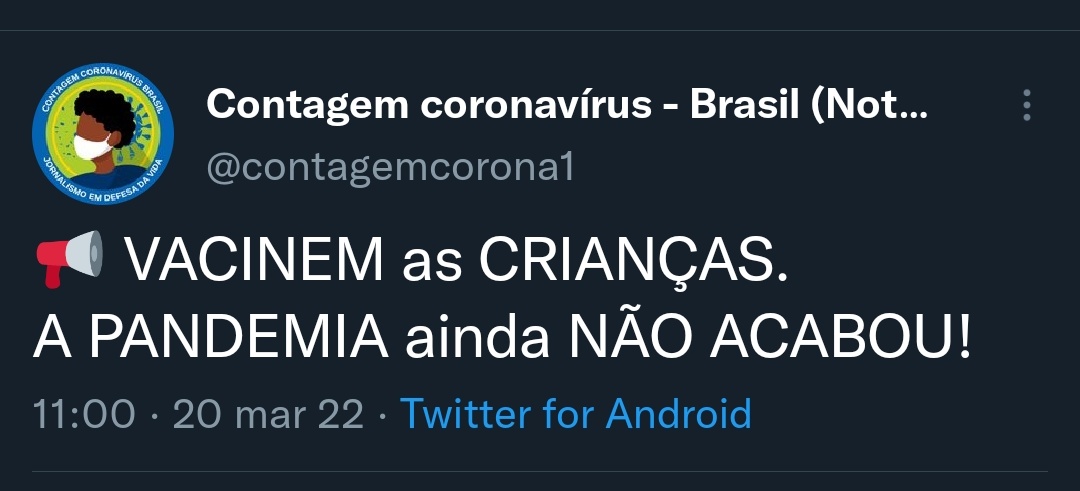 CONTAGEM CORONAVÍRUS BRASIL
JORNALISMO EM DEFESA DA VIDA
Contagem coronavírus - Brasil (Not...
@contagemcorona1
📢 VACINEM as CRIANÇAS.
A PANDEMIA ainda NÃO ACABOU!
11:00 · 20 mar 22 · Twitter for Android